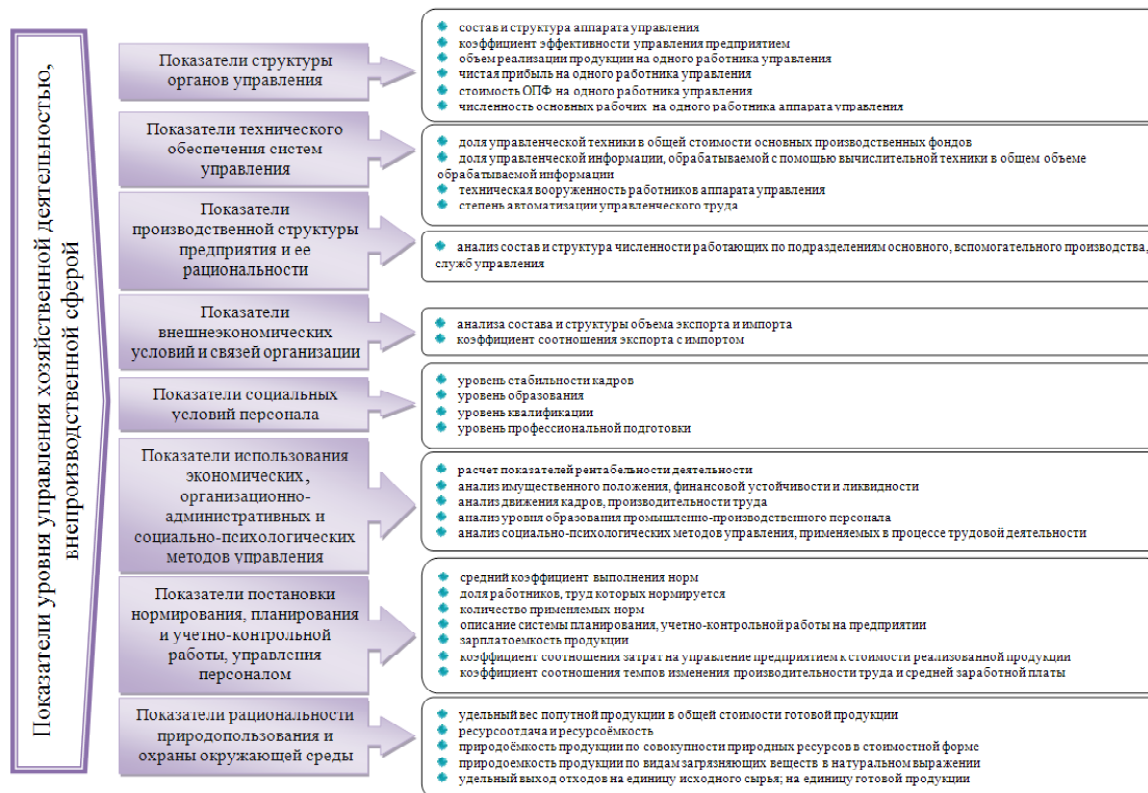 Показатели уровня управления хозяйственной деятельностью,
внепроизводственной сферой
Показатели структуры
органов управления
состав и структура аппарата управления
коэффициент эффективности управления предприятием
объем реализации продукции на одного работника управления
чистая прибыль на одного работника управления
стоимость ОПФ на одного работника управления
численность основных рабочих на одного работника аппарата управления
Показатели технического
обеспечения систем
управления
доля управленческой техники в общей стоимости основных производственных фондов
доля управленческой информации, обрабатываемой с помощью вычислительной техники в общем объеме
обрабатываемой информации
техническая вооруженность работников аппарата управления
степень автоматизации управленческого труда
Показатели
производственной структуры
предприятия и ее
рациональности
анализ состав и структура численности работающих по подразделениям основного, вспомогательного производства,
служб управления
Показатели
внешнеэкономических
условий и связей организации
анализа состава и структуры объема экспорта и импорта
коэффициент соотношения экспорта с импортом
Показатели социальных
условий персонала
уровень стабильности кадров
уровень образования
уровень квалификации
уровень профессиональной подготовки
Показатели использования
экономических,
организационно-
административных и
социально-психологических
методов управления
расчет показателей рентабельности деятельности
анализ имущественного положения, финансовой устойчивости и ликвидности
анализ движения кадров, производительности труда
анализ уровня образования промышленно-производственного персонала
анализ социально-психологических методов управления, применяемых в процессе трудовой деятельности
Показатели постановки
нормирования, планирования
и учетно-контрольной
работы, управления
персоналом
средний коэффициент выполнения норм
доля работников, труд которых нормируется
количество применяемых норм
описание системы планирования, учетно-контрольной работы на предприятии
зарплатоемкость продукции
коэффициент соотношения затрат на управление предприятием к стоимости реализованной продукции
коэффициент соотношения темпов изменения производительности труда и средней заработной платы
Показатели рациональности
природопользования и
охраны окружающей среды
удельный вес попутной продукции в общей стоимости готовой продукции
ресурсоотдача и ресурсоёмкость
природоёмкость продукции по совокупности природных ресурсов в стоимостной форме
природоемкость продукции по видам загрязняющих веществ в натуральном выражении
удельный выход отходов на единицу исходного сырья; на единицу готовой продукции